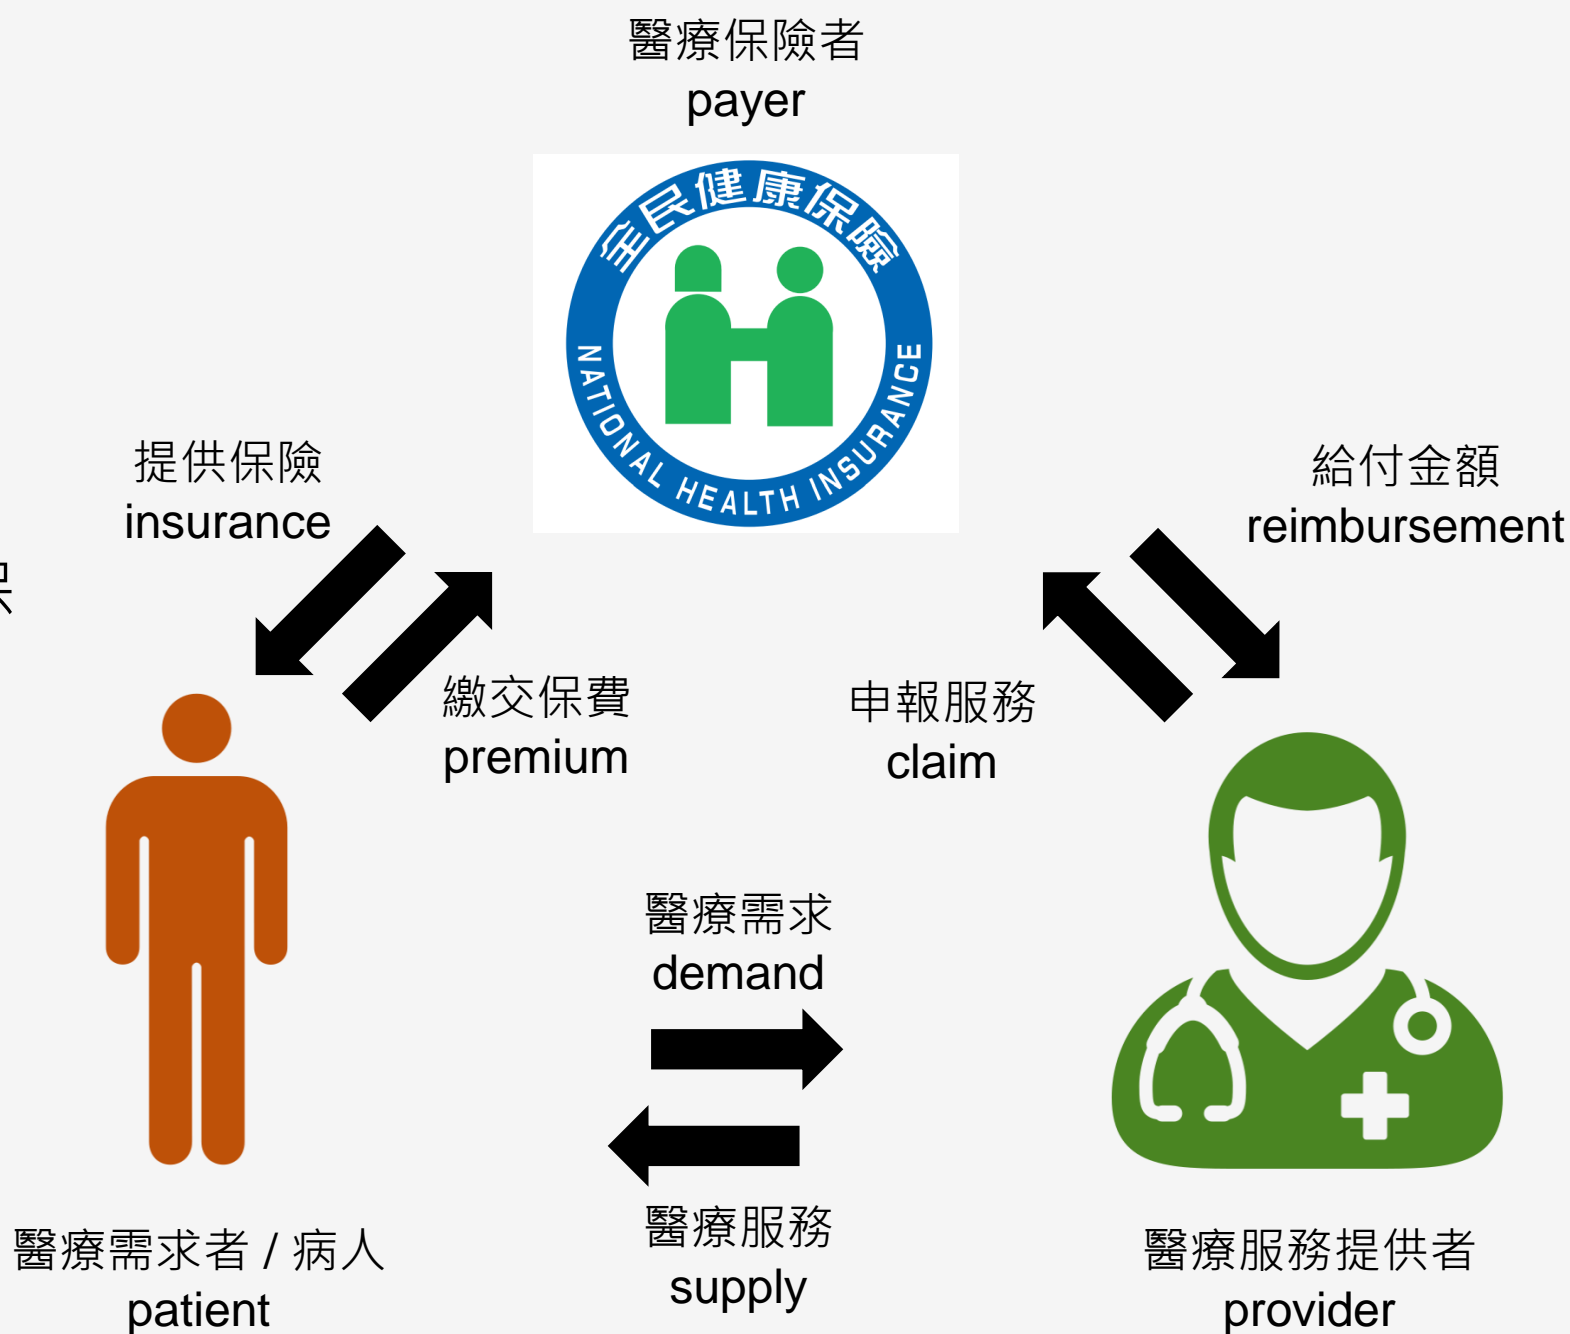 醫療保險者
payer
全民健康保險
NATIONAL HEALTH INSURANCE
提供保險
insurance
給付金額
reimbursement
繳交保費
premium
申報服務
claim
醫療需求
demand
醫療服務
supply
醫療需求者 / 病人
patient
醫療服務提供者
provider